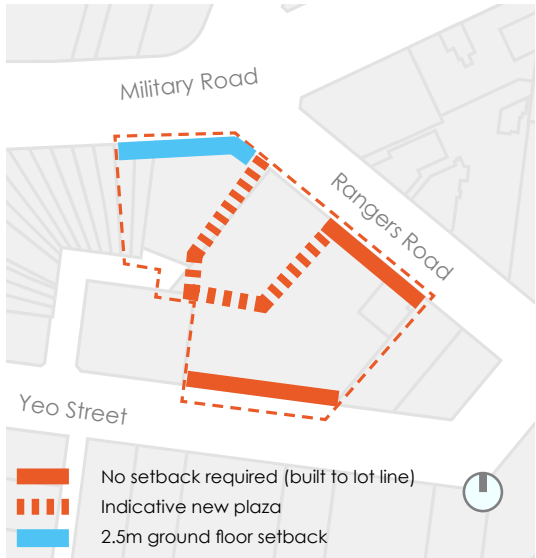 Military Road
Rangers Road
Yeo Street
No setback required (built to lot line)
Indicative new plaza
2.5m ground floor setback